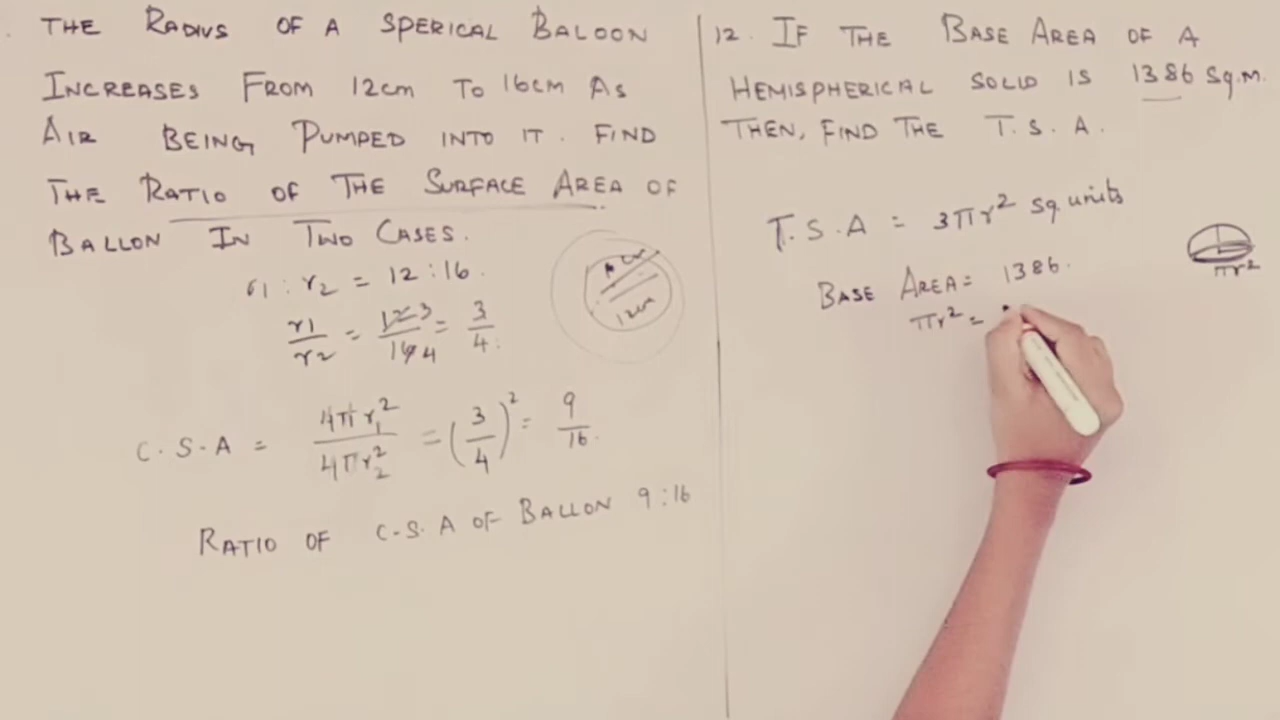 THE RADIUS OF A SPERICAL BALOON
INCREASES FROM 12cm TO 16cm AS
AIR BEING PUMPED INTO IT. FIND
THE RATIO OF THE SURFACE AREA OF
BALLON IN TWO CASES.
r1 : r2 = 12 : 16.
r1/r2 = 12 3/16 4 = 3/4.
12cm
C.S.A = 4πr₁²/4πr₂² = (3/4)² = 9/16.
RATIO OF C.S.A OF BALLON 9:16
12. IF THE BASE AREA OF A
HEMISPHERICAL SOLID IS 1386 Sq.m.
THEN, FIND THE T.S.A.
T.S.A = 3πr² sq units
πr²
BASE AREA = 1386.
πr² =